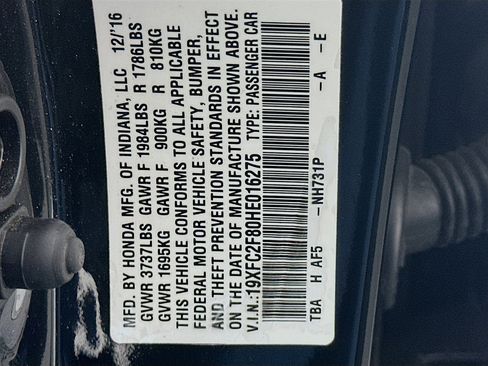 MFD. BY HONDA MFG. OF INDIANA, LLC 12/'16
GVWR 3737LBS GAWR F 1984LBS R 1786LBS
GVWR 1695KG GAWR F 900KG R 810KG
THIS VEHICLE CONFORMS TO ALL APPLICABLE
FEDERAL MOTOR VEHICLE SAFETY, BUMPER,
AND THEFT PREVENTION STANDARDS IN EFFECT
ON THE DATE OF MANUFACTURE SHOWN ABOVE.
V.I.N.:19XFC2F80HE016275 TYPE: PASSENGER CAR
TBA H AF5 -NH731P -A -E